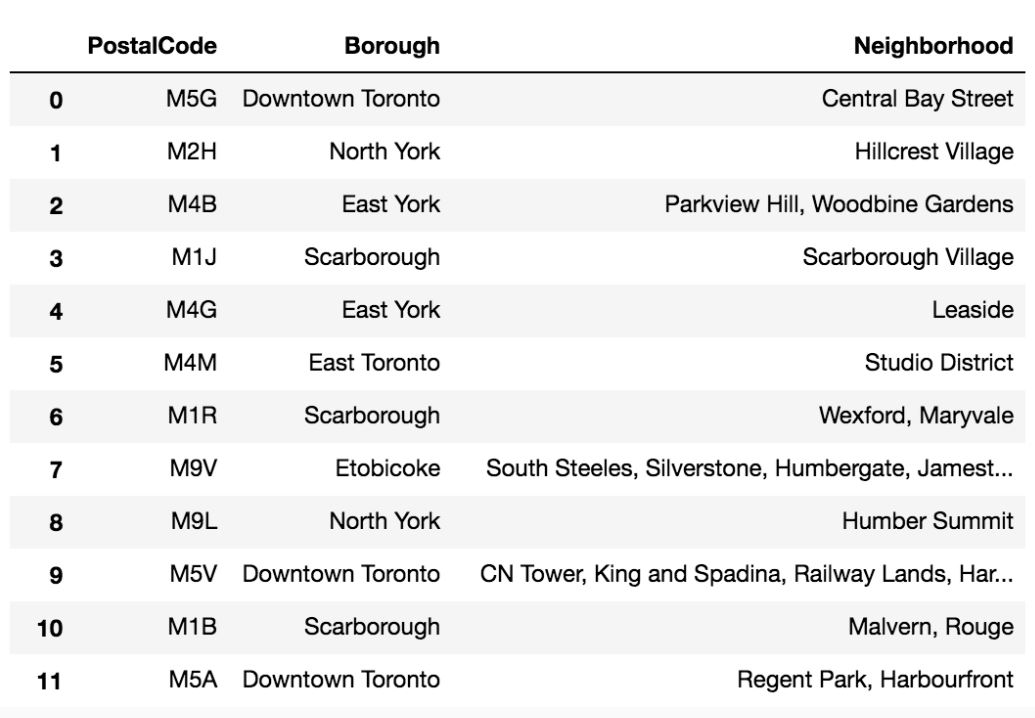 PostalCode Borough Neighborhood
0 M5G Downtown Toronto Central Bay Street
1 M2H North York Hillcrest Village
2 M4B East York Parkview Hill, Woodbine Gardens
3 M1J Scarborough Scarborough Village
4 M4G East York Leaside
5 M4M East Toronto Studio District
6 M1R Scarborough Wexford, Maryvale
7 M9V Etobicoke South Steeles, Silverstone, Humbergate, Jamest...
8 M9L North York Humber Summit
9 M5V Downtown Toronto CN Tower, King and Spadina, Railway Lands, Har...
10 M1B Scarborough Malvern, Rouge
11 M5A Downtown Toronto Regent Park, Harbourfront